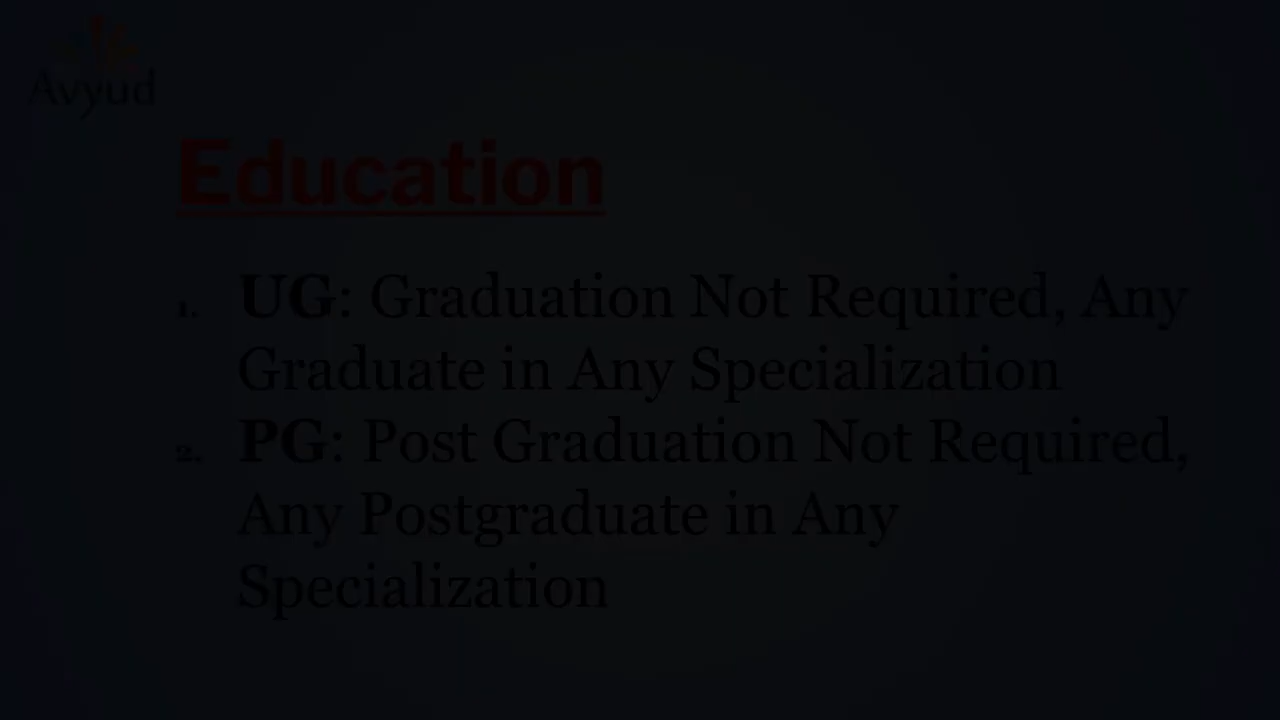 Avyud
Education
1. UG: Graduation Not Required, Any
Graduate in Any Specialization
2. PG: Post Graduation Not Required,
Any Postgraduate in Any
Specialization